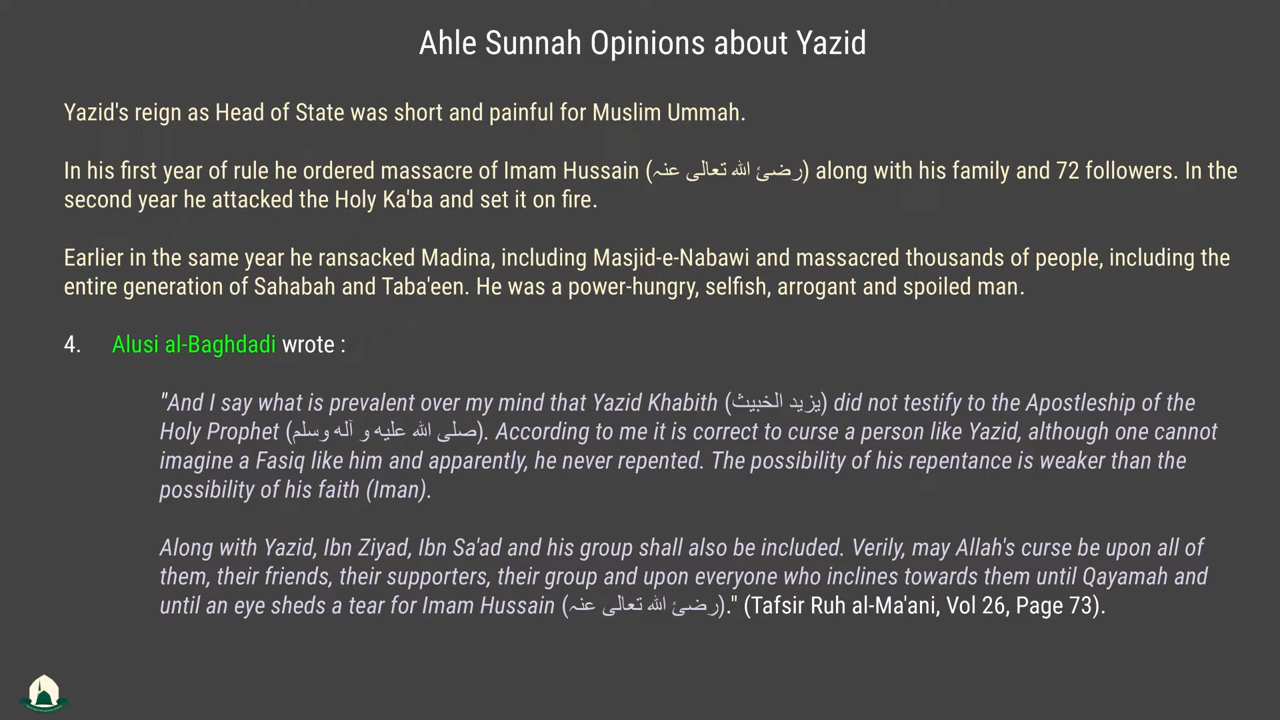 Ahle Sunnah Opinions about Yazid
Yazid's reign as Head of State was short and painful for Muslim Ummah.
In his first year of rule he ordered massacre of Imam Hussain (رضئ الله تعالى عنہ) along with his family and 72 followers. In the
second year he attacked the Holy Ka'ba and set it on fire.
Earlier in the same year he ransacked Madina, including Masjid-e-Nabawi and massacred thousands of people, including the
entire generation of Sahabah and Taba'een. He was a power-hungry, selfish, arrogant and spoiled man.
4. Alusi al-Baghdadi wrote :
"And I say what is prevalent over my mind that Yazid Khabith (يزيد الخبيث) did not testify to the Apostleship of the
Holy Prophet (صلى الله عليه و آله وسلم). According to me it is correct to curse a person like Yazid, although one cannot
imagine a Fasiq like him and apparently, he never repented. The possibility of his repentance is weaker than the
possibility of his faith (Iman).
Along with Yazid, Ibn Ziyad, Ibn Sa'ad and his group shall also be included. Verily, may Allah's curse be upon all of
them, their friends, their supporters, their group and upon everyone who inclines towards them until Qayamah and
until an eye sheds a tear for Imam Hussain (رضئ الله تعالى عنہ)." (Tafsir Ruh al-Ma'ani, Vol 26, Page 73).